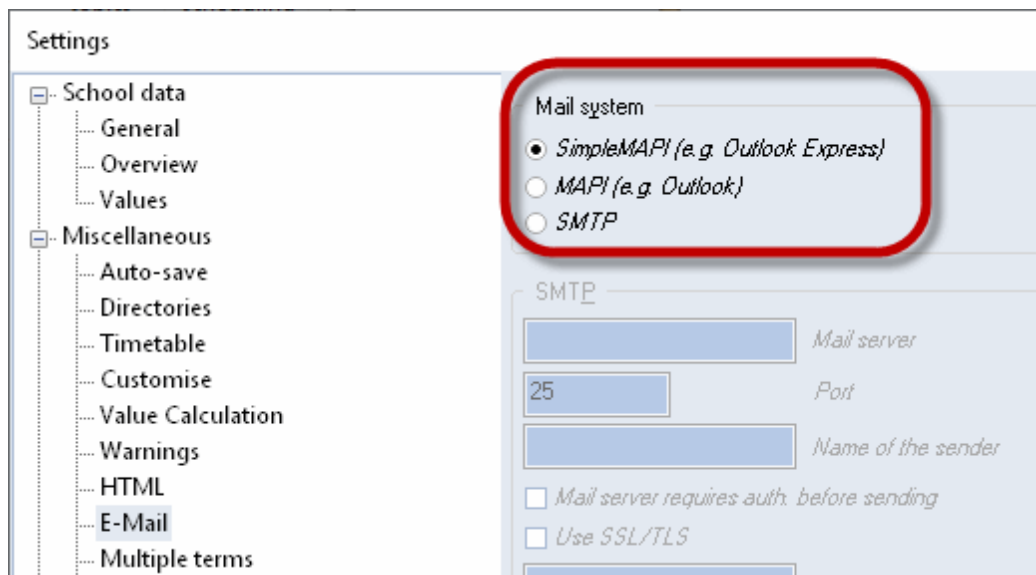 Settings
School data
General
Overview
Values
Miscellaneous
Auto-save
Directories
Timetable
Customise
Value Calculation
Warnings
HTML
E-Mail
Multiple terms
Mail system
SimpleMAPI (e.g. Outlook Express)
MAPI (e.g. Outlook)
SMTP
SMTP
Mail server
25 Port
Name of the sender
Mail server requires auth. before sending
Use SSL/TLS